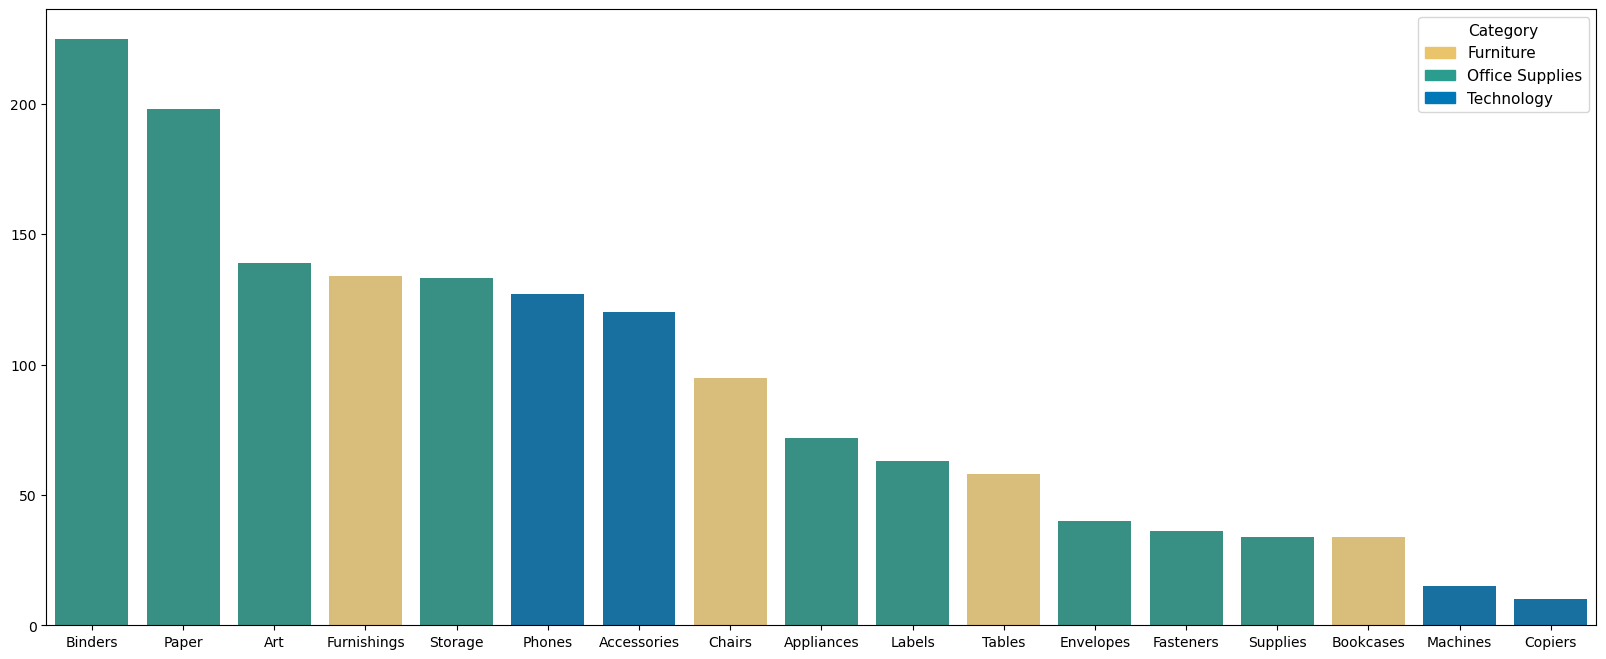 Category
Furniture
Office Supplies
Technology
200
150
100
50
0
Binders Paper Art Furnishings Storage Phones Accessories Chairs Appliances Labels Tables Envelopes Fasteners Supplies Bookcases Machines Copiers